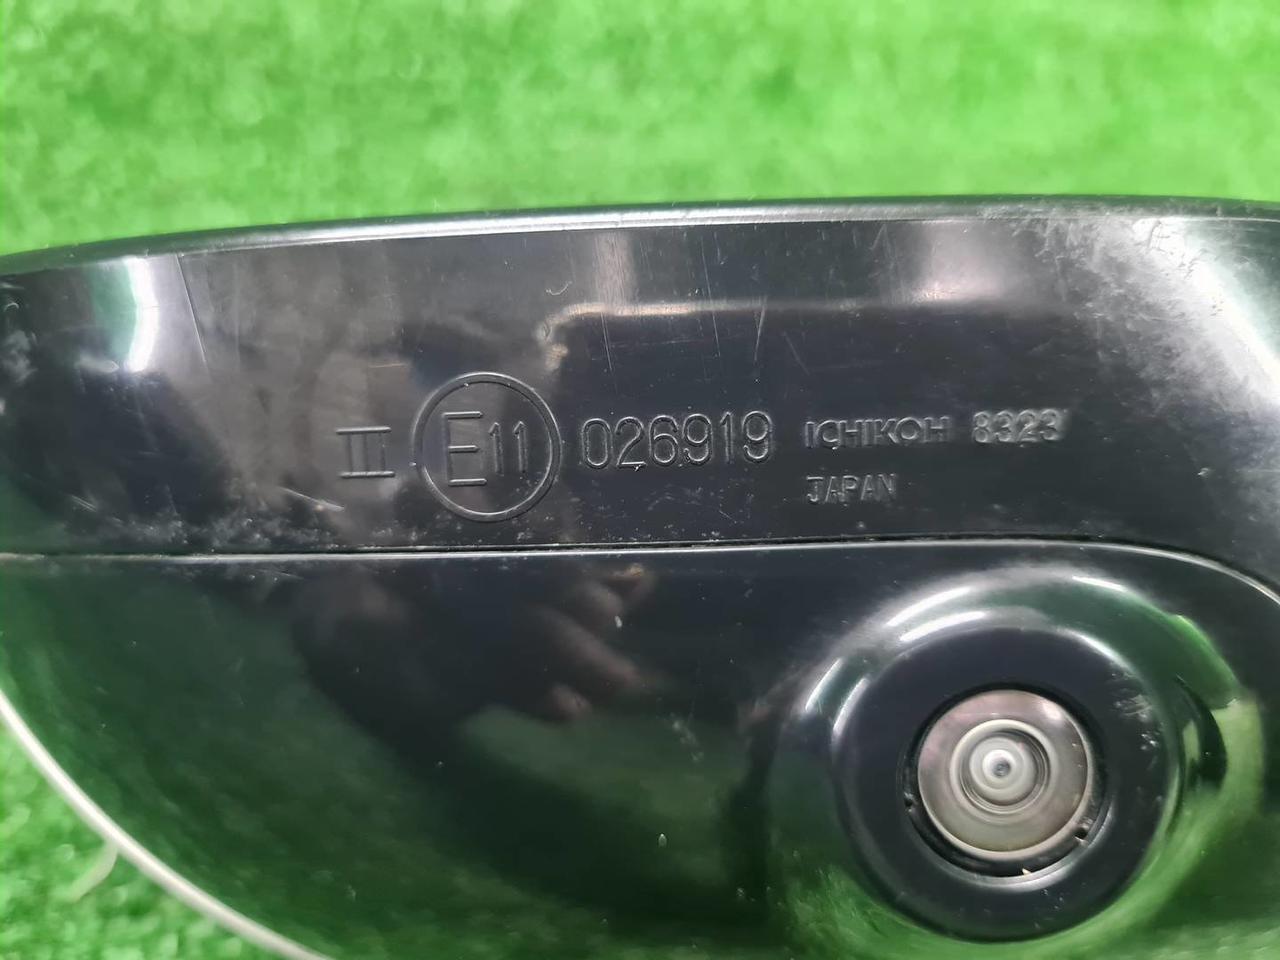 III E11 026919 ICHIKOH 8323
JAPAN